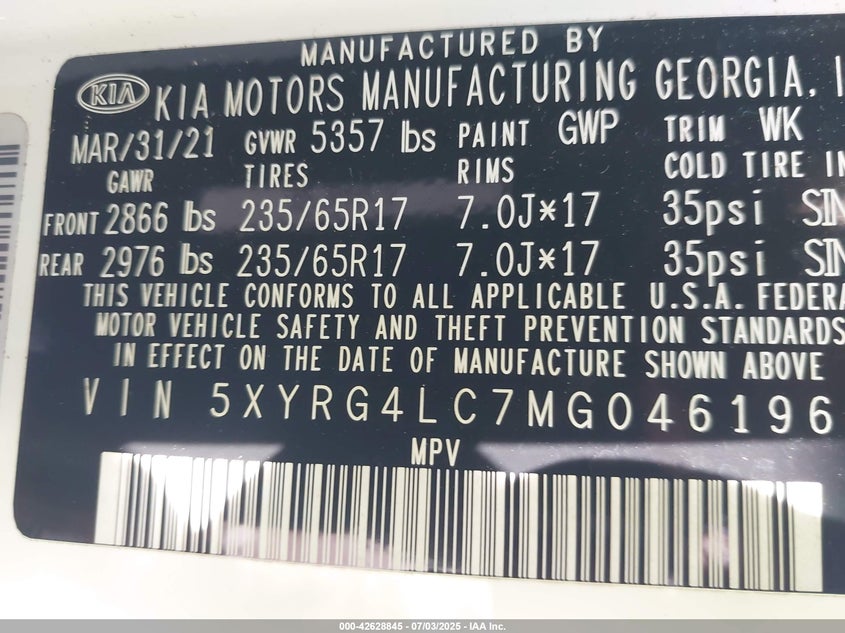 MANUFACTURED BY
KIA KIA MOTORS MANUFACTURING GEORGIA, I
MAR/31/21 GVWR 5357 lbs PAINT GWP TRIM WK
GAWR TIRES RIMS COLD TIRE IN
FRONT 2866 lbs 235/65R17 7.0J*17 35psi SIN
REAR 2976 lbs 235/65R17 7.0J*17 35psi SIN
THIS VEHICLE CONFORMS TO ALL APPLICABLE U.S.A. FEDERA
MOTOR VEHICLE SAFETY AND THEFT PREVENTION STANDARDS
IN EFFECT ON THE DATE OF MANUFACTURE SHOWN ABOVE
VIN 5XYRG4LC7MG046196
MPV
000-42628845 - 07/03/2025 - IAA Inc.